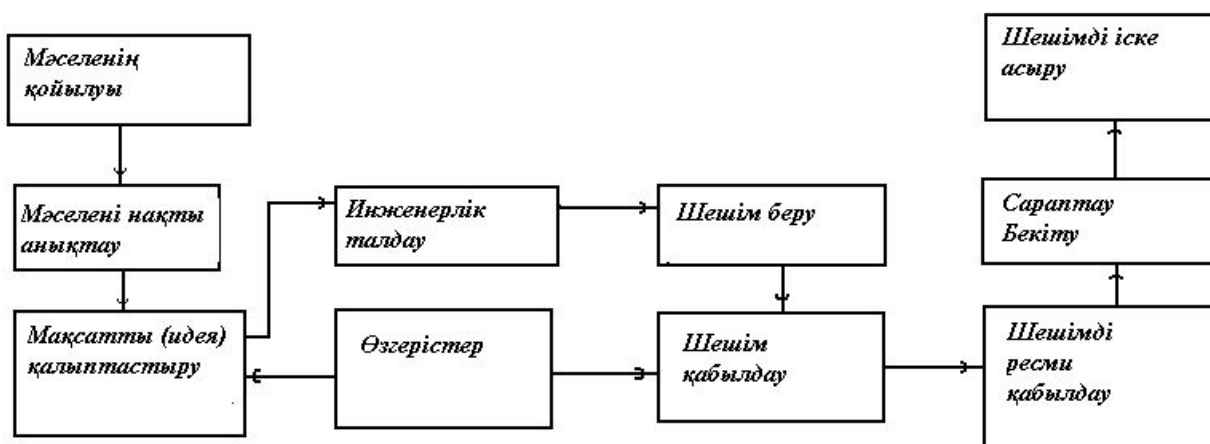 Мәселенің
қойылуы
Шешімді іске
асыру
Мәселені нақты
анықтау
Инженерлік
талдау
Шешім беру
Сараптау
Бекіту
Мақсатты (идея)
қалыптастыру
Өзгерістер
Шешім
қабылдау
Шешімді
ресми
қабылдау